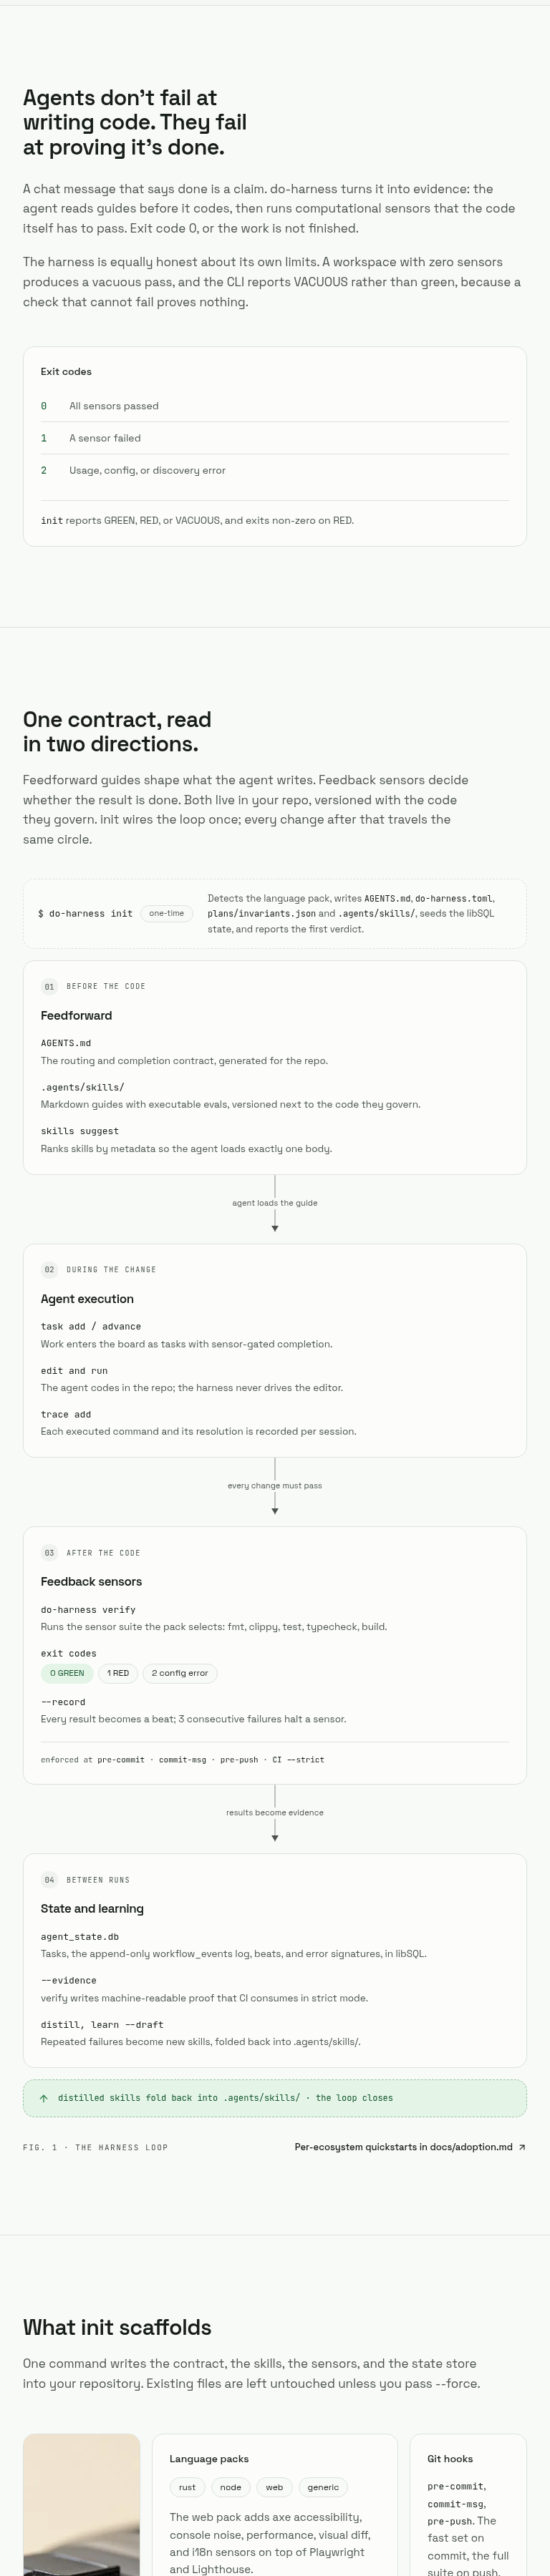 Agents don't fail at
writing code. They fail
at proving it's done.
A chat message that says done is a claim. do-harness turns it into evidence: the
agent reads guides before it codes, then runs computational sensors that the code
itself has to pass. Exit code 0, or the work is not finished.
The harness is equally honest about its own limits. A workspace with zero sensors
produces a vacuous pass, and the CLI reports VACUOUS rather than green, because a
check that cannot fail proves nothing.
Exit codes
0 All sensors passed
1 A sensor failed
2 Usage, config, or discovery error
init reports GREEN, RED, or VACUOUS, and exits non-zero on RED.
One contract, read
in two directions.
Feedforward guides shape what the agent writes. Feedback sensors decide
whether the result is done. Both live in your repo, versioned with the code
they govern. init wires the loop once; every change after that travels the
same circle.
$ do-harness init one-time
Detects the language pack, writes AGENTS.md, do-harness.toml,
plans/invariants.json and .agents/skills/, seeds the libSQL
state, and reports the first verdict.
01 BEFORE THE CODE
Feedforward
AGENTS.md
The routing and completion contract, generated for the repo.
.agents/skills/
Markdown guides with executable evals, versioned next to the code they govern.
skills suggest
Ranks skills by metadata so the agent loads exactly one body.
agent loads the guide
02 DURING THE CHANGE
Agent execution
task add / advance
Work enters the board as tasks with sensor-gated completion.
edit and run
The agent codes in the repo; the harness never drives the editor.
trace add
Each executed command and its resolution is recorded per session.
every change must pass
03 AFTER THE CODE
Feedback sensors
do-harness verify
Runs the sensor suite the pack selects: fmt, clippy, test, typecheck, build.
exit codes
0 GREEN 1 RED 2 config error
--record
Every result becomes a beat; 3 consecutive failures halt a sensor.
enforced at pre-commit · commit-msg · pre-push · CI --strict
results become evidence
04 BETWEEN RUNS
State and learning
agent_state.db
Tasks, the append-only workflow_events log, beats, and error signatures, in libSQL.
--evidence
verify writes machine-readable proof that CI consumes in strict mode.
distill, learn --draft
Repeated failures become new skills, folded back into .agents/skills/.
↑ distilled skills fold back into .agents/skills/ · the loop closes
FIG. 1 · THE HARNESS LOOP
Per-ecosystem quickstarts in docs/adoption.md ↗
What init scaffolds
One command writes the contract, the skills, the sensors, and the state store
into your repository. Existing files are left untouched unless you pass --force.
Language packs
rust node web generic
The web pack adds axe accessibility,
console noise, performance, visual diff,
and i18n sensors on top of Playwright
and Lighthouse.
Git hooks
pre-commit,
commit-msg,
pre-push. The
fast set on
commit, the full
suite on push.